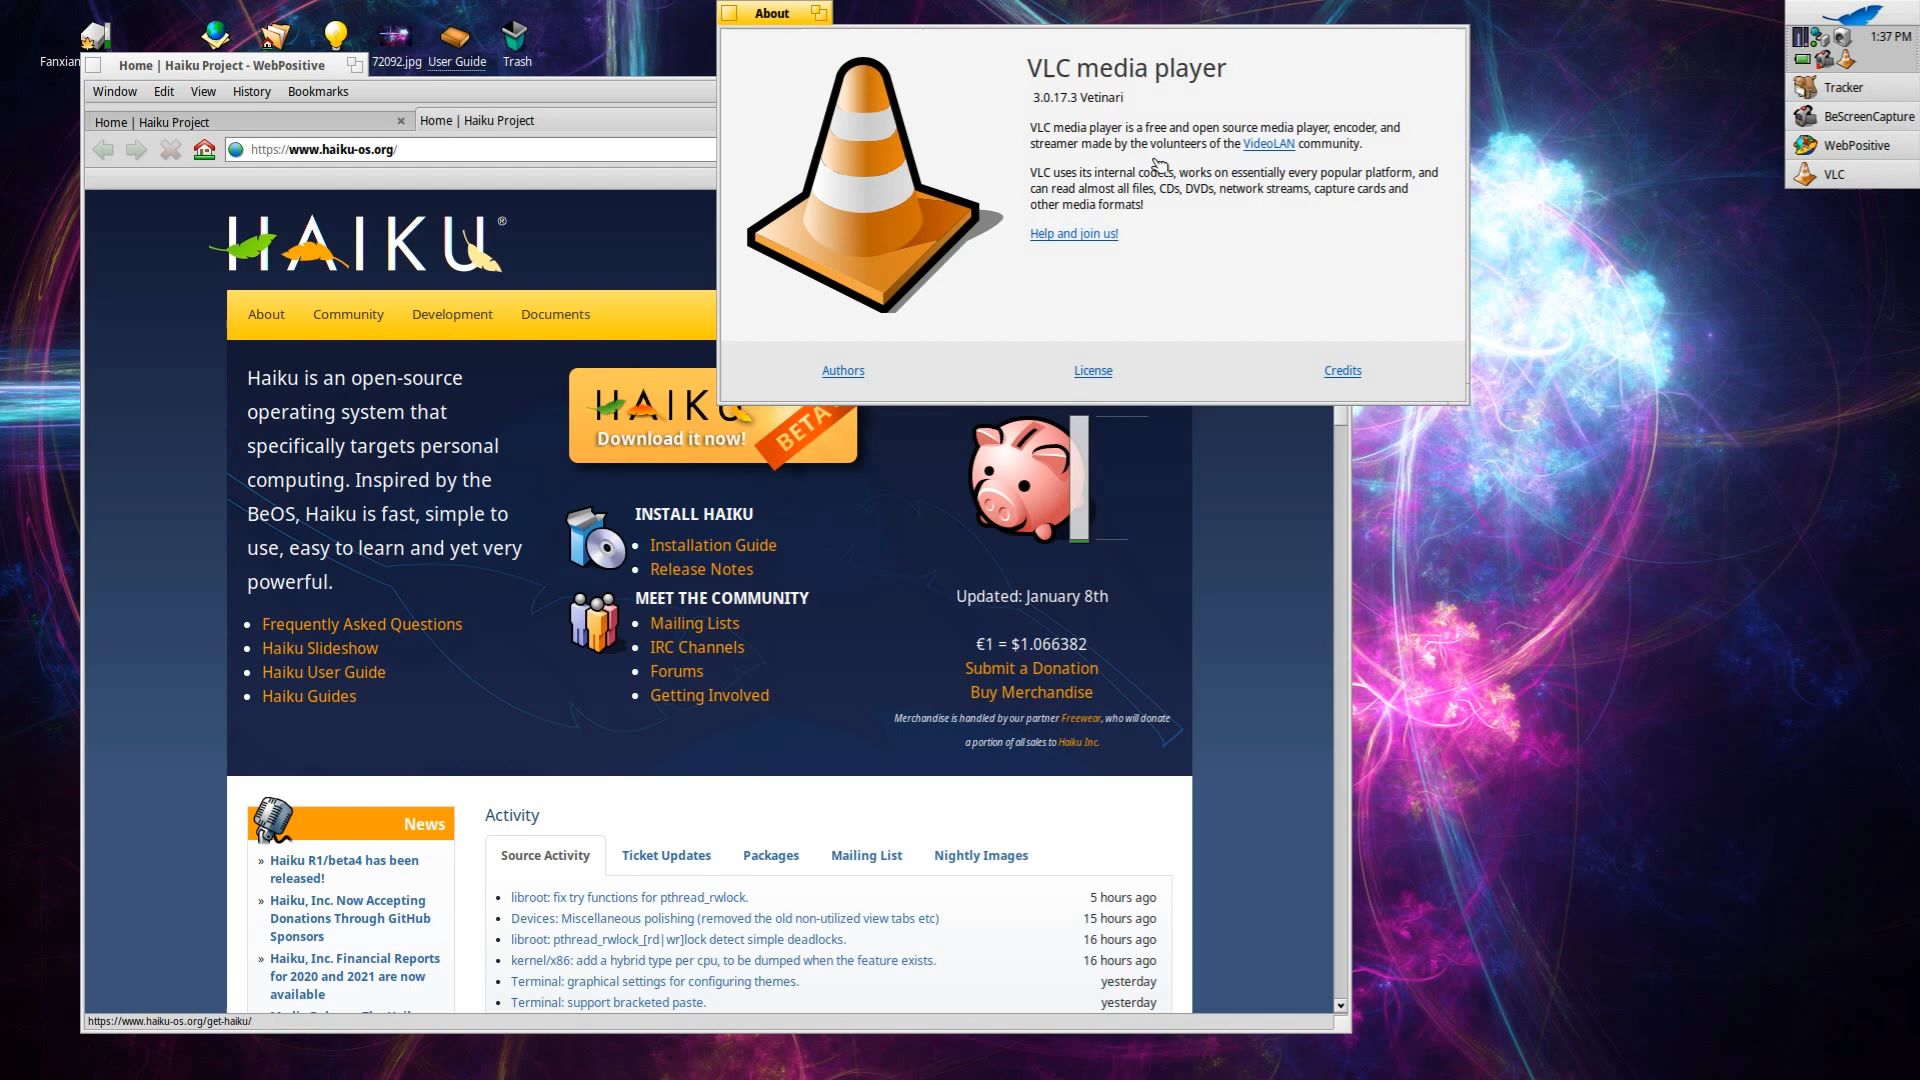 Fanxian
72092.jpg
User Guide
Trash
About
1:37 PM
Tracker
BeScreenCapture
WebPositive
VLC
Home | Haiku Project - WebPositive
Window Edit View History Bookmarks
Home | Haiku Project
Home | Haiku Project
https://www.haiku-os.org/
VLC media player
3.0.17.3 Vetinari
VLC media player is a free and open source media player, encoder, and
streamer made by the volunteers of the VideoLAN community.
VLC uses its internal codecs, works on essentially every popular platform, and
can read almost all files, CDs, DVDs, network streams, capture cards and
other media formats!
Help and join us!
Authors License Credits
HAIKU®
About Community Development Documents
Haiku is an open-source
operating system that
specifically targets personal
computing. Inspired by the
BeOS, Haiku is fast, simple to
use, easy to learn and yet very
powerful.
Frequently Asked Questions
Haiku Slideshow
Haiku User Guide
Haiku Guides
HAIKU
Download it now!
BETA
INSTALL HAIKU
Installation Guide
Release Notes
MEET THE COMMUNITY
Mailing Lists
IRC Channels
Forums
Getting Involved
Updated: January 8th
€1 = $1.066382
Submit a Donation
Buy Merchandise
Merchandise is handled by our partner Freewear, who will donate
a portion of all sales to Haiku Inc.
News
» Haiku R1/beta4 has been
released!
» Haiku, Inc. Now Accepting
Donations Through GitHub
Sponsors
» Haiku, Inc. Financial Reports
for 2020 and 2021 are now
available
Activity
Source Activity Ticket Updates Packages Mailing List Nightly Images
libroot: fix try functions for pthread_rwlock. 5 hours ago
Devices: Miscellaneous polishing (removed the old non-utilized view tabs etc) 15 hours ago
libroot: pthread_rwlock_[rd|wr]lock detect simple deadlocks. 16 hours ago
kernel/x86: add a hybrid type per cpu, to be dumped when the feature exists. 16 hours ago
Terminal: graphical settings for configuring themes. yesterday
Terminal: support bracketed paste. yesterday
https://www.haiku-os.org/get-haiku/